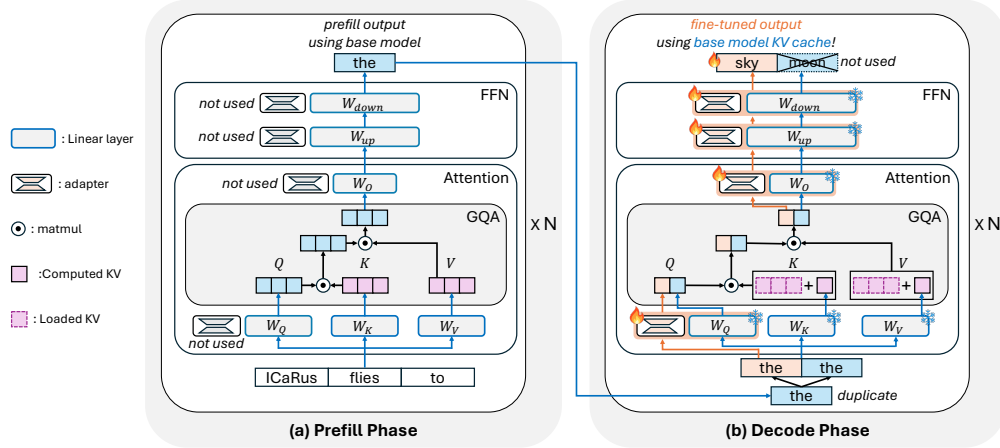 : Linear layer
: adapter
: matmul
:Computed KV
: Loaded KV
prefill output
using base model
the
FFN
not used
W_down
not used
W_up
Attention
not used
W_O
GQA
Q
K
V
W_Q
W_K
W_V
not used
ICaRus flies to
X N
(a) Prefill Phase
fine-tuned output
using base model KV cache!
sky moon not used
FFN
W_down
W_up
Attention
W_O
GQA
Q
K
V
+
+
W_Q
W_K
W_V
the the
the duplicate
X N
(b) Decode Phase